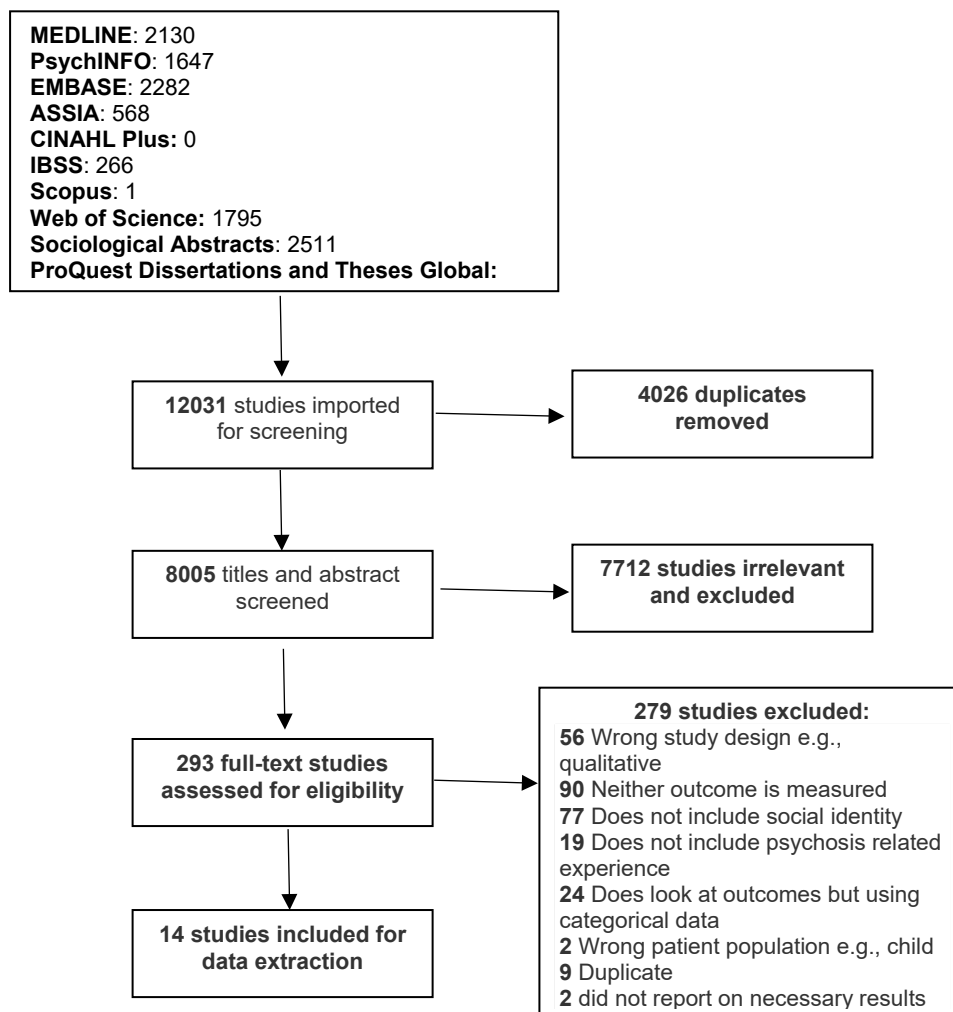 MEDLINE: 2130
PsychINFO: 1647
EMBASE: 2282
ASSIA: 568
CINAHL Plus: 0
IBSS: 266
Scopus: 1
Web of Science: 1795
Sociological Abstracts: 2511
ProQuest Dissertations and Theses Global:
12031 studies imported
for screening
4026 duplicates
removed
8005 titles and abstract
screened
7712 studies irrelevant
and excluded
293 full-text studies
assessed for eligibility
279 studies excluded:
56 Wrong study design e.g.,
qualitative
90 Neither outcome is measured
77 Does not include social identity
19 Does not include psychosis related
experience
24 Does look at outcomes but using
categorical data
2 Wrong patient population e.g., child
9 Duplicate
2 did not report on necessary results
14 studies included for
data extraction